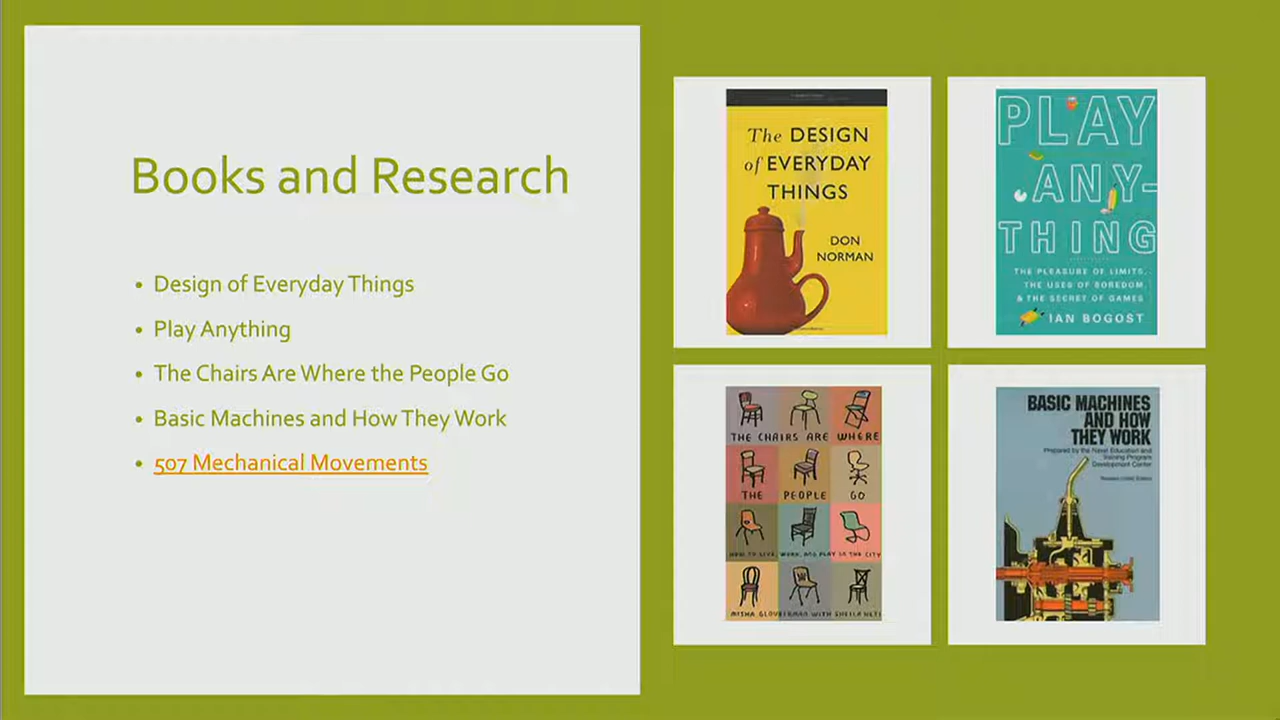 Books and Research
Design of Everyday Things
Play Anything
The Chairs Are Where the People Go
Basic Machines and How They Work
507 Mechanical Movements
The DESIGN
of EVERYDAY
THINGS
DON
NORMAN
PLAY
ANY-
THING
THE PLEASURE OF LIMITS,
THE USES OF BOREDOM,
& THE SECRET OF GAMES
IAN BOGOST
THE CHAIRS ARE WHERE
THE PEOPLE GO
HOW TO LIVE, WORK, AND PLAY IN THE CITY
MISHA GLOUBERMAN WITH SHEILA HETI
BASIC MACHINES
AND HOW
THEY WORK
Prepared by the Naval Education and
Training Program
Development Center